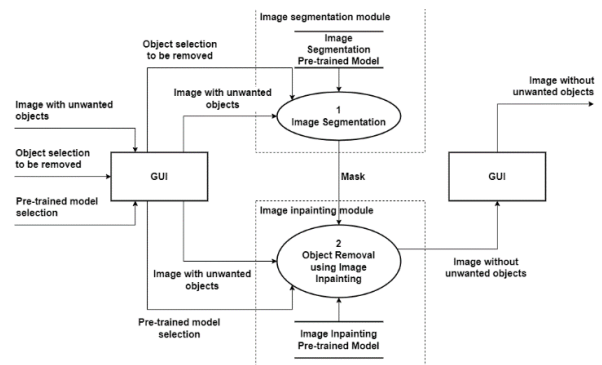 Image segmentation module
Image
Segmentation
Pre-trained Model
Object selection
to be removed
Image with unwanted
objects
Image with unwanted
objects
1
Image Segmentation
Image without
unwanted objects
Object selection
to be removed
GUI
Mask
GUI
Pre-trained model
selection
Image inpainting module
2
Object Removal
using Image
Inpainting
Image with unwanted
objects
Image without
unwanted objects
Pre-trained model
selection
Image Inpainting
Pre-trained Model